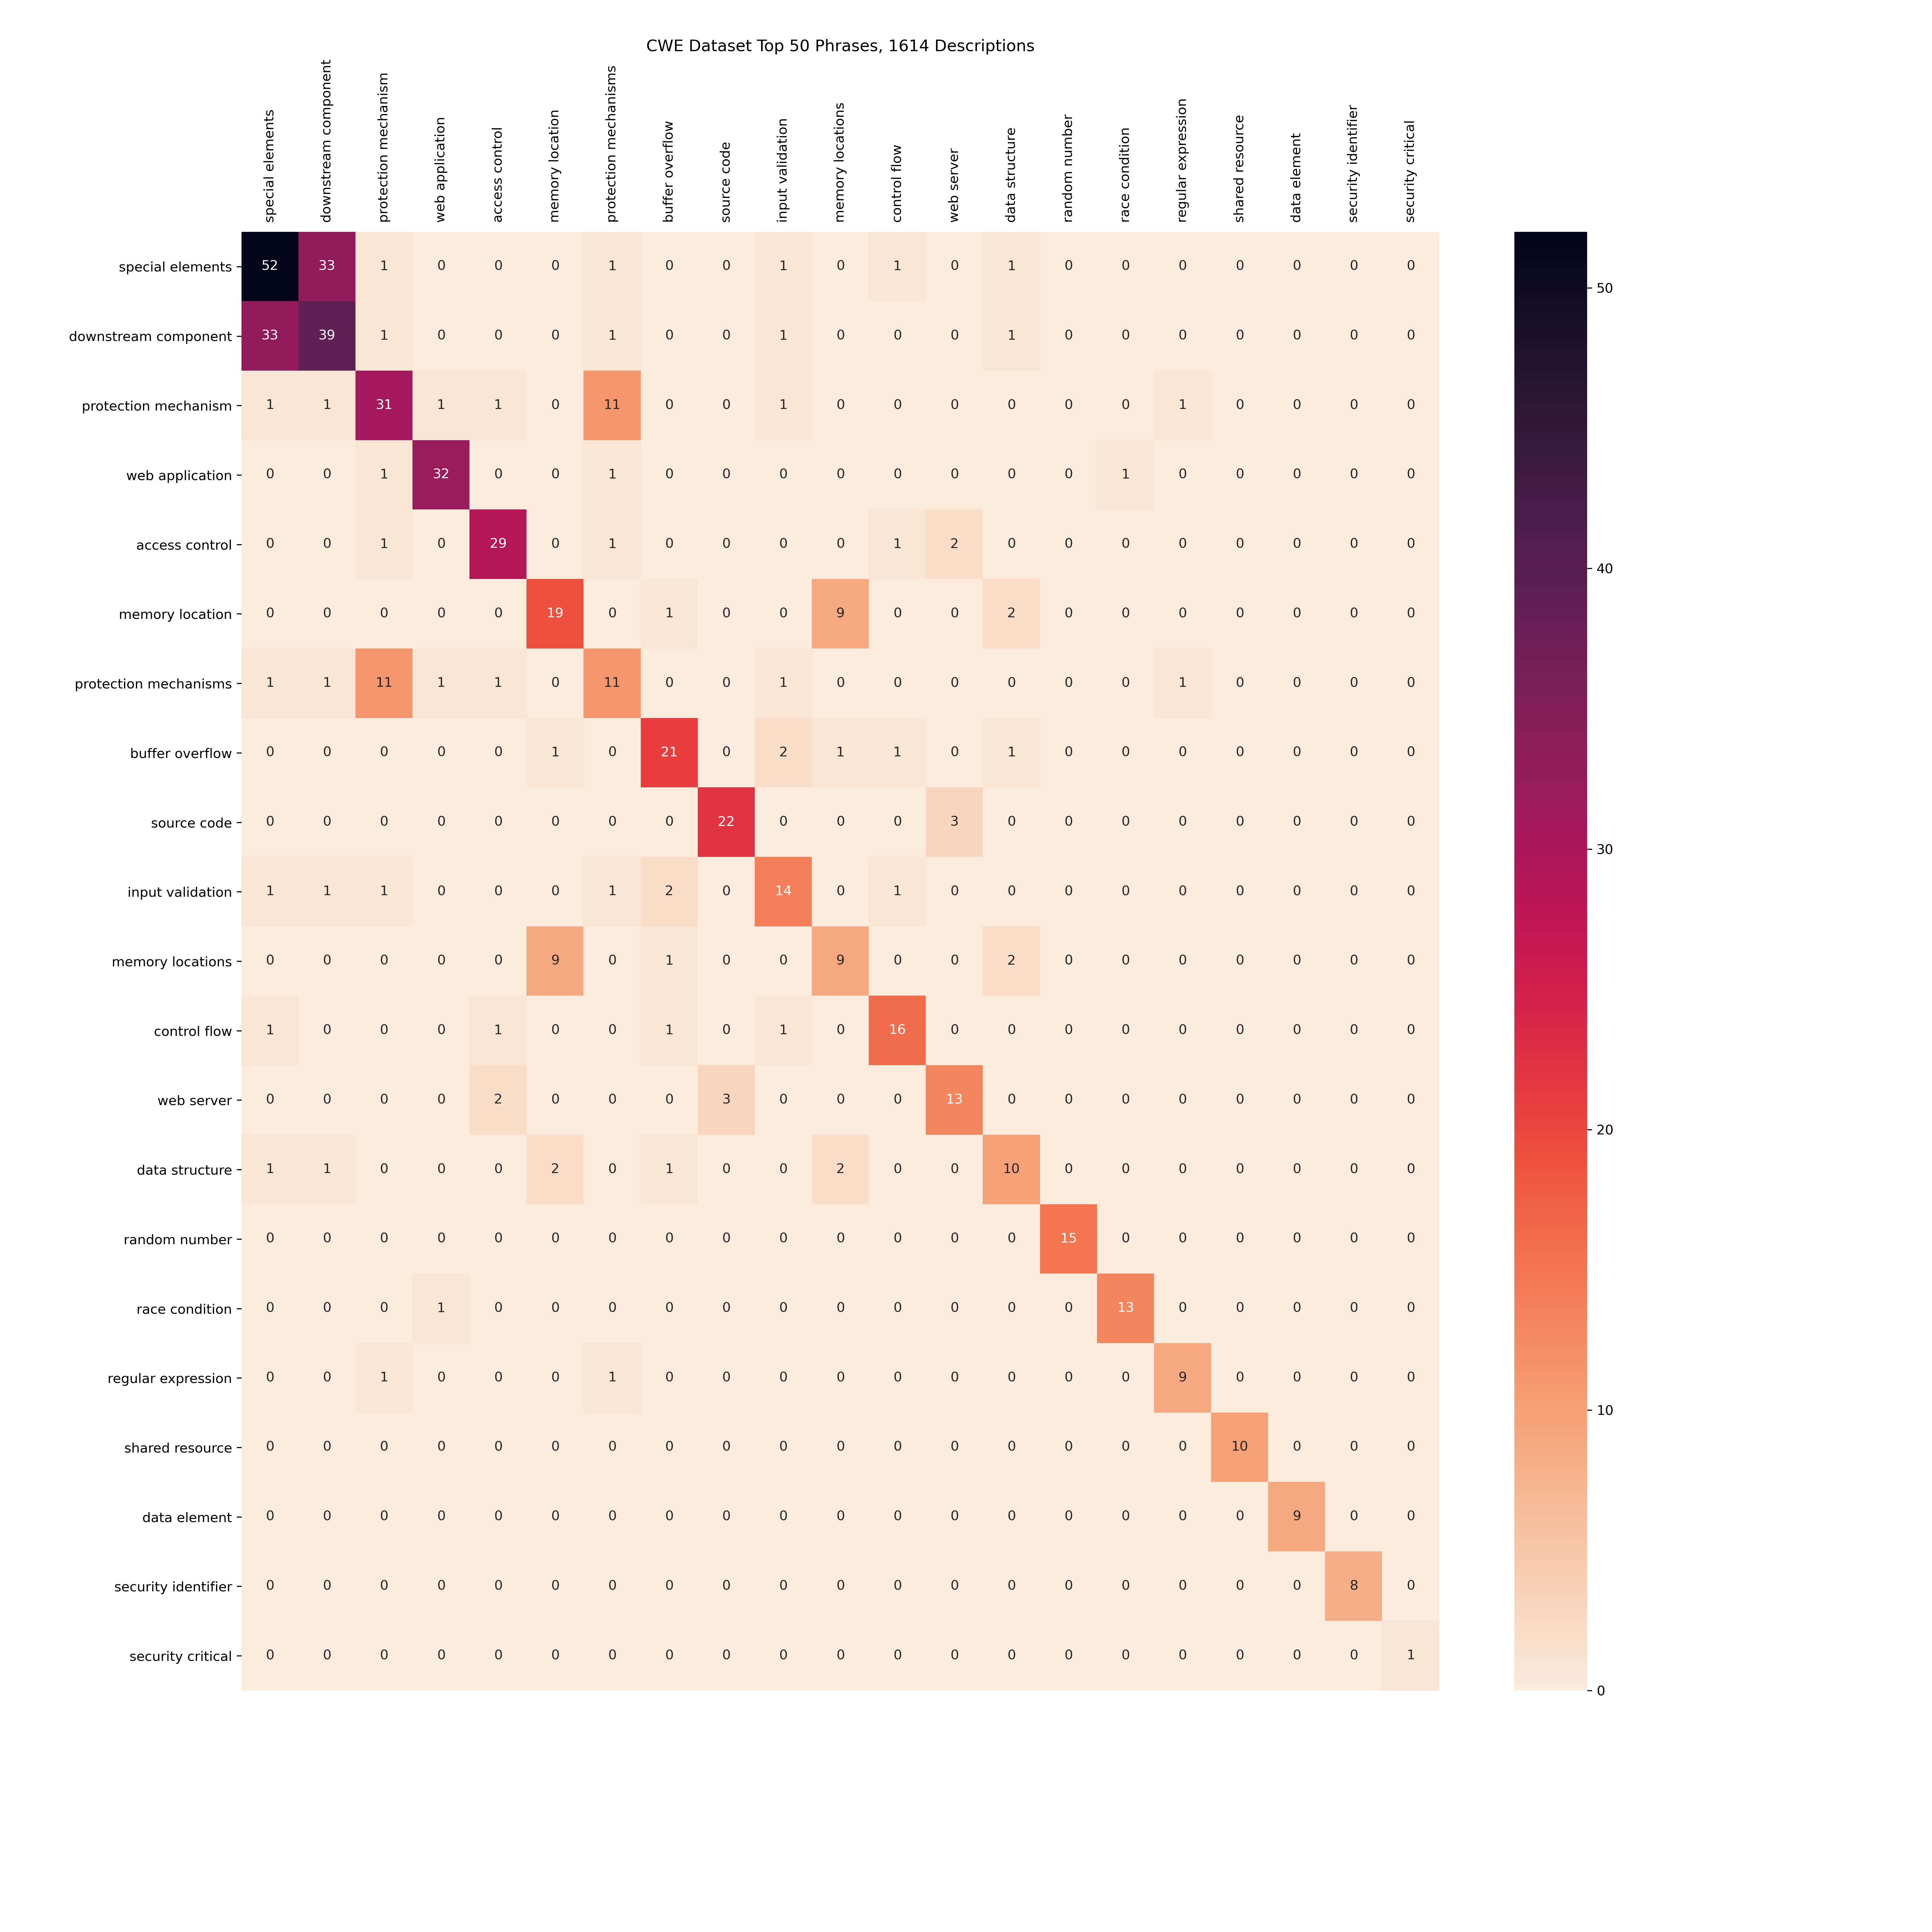 CWE Dataset Top 50 Phrases, 1614 Descriptions
special elements
downstream component
protection mechanism
web application
access control
memory location
protection mechanisms
buffer overflow
source code
input validation
memory locations
control flow
web server
data structure
random number
race condition
regular expression
shared resource
data element
security identifier
security critical
special elements 52 33 1 0 0 0 1 0 0 1 0 1 0 1 0 0 0 0 0 0 0
downstream component 33 39 1 0 0 0 1 0 0 1 0 0 0 1 0 0 0 0 0 0 0
protection mechanism 1 1 31 1 1 0 11 0 0 1 0 0 0 0 0 0 1 0 0 0 0
web application 0 0 1 32 0 0 1 0 0 0 0 0 0 0 0 1 0 0 0 0 0
access control 0 0 1 0 29 0 1 0 0 0 0 1 2 0 0 0 0 0 0 0 0
memory location 0 0 0 0 0 19 0 1 0 0 9 0 0 2 0 0 0 0 0 0 0
protection mechanisms 1 1 11 1 1 0 11 0 0 1 0 0 0 0 0 0 1 0 0 0 0
buffer overflow 0 0 0 0 0 1 0 21 0 2 1 1 0 1 0 0 0 0 0 0 0
source code 0 0 0 0 0 0 0 0 22 0 0 0 3 0 0 0 0 0 0 0 0
input validation 1 1 1 0 0 0 1 2 0 14 0 1 0 0 0 0 0 0 0 0 0
memory locations 0 0 0 0 0 9 0 1 0 0 9 0 0 2 0 0 0 0 0 0 0
control flow 1 0 0 0 1 0 0 1 0 1 0 16 0 0 0 0 0 0 0 0 0
web server 0 0 0 0 2 0 0 0 3 0 0 0 13 0 0 0 0 0 0 0 0
data structure 1 1 0 0 0 2 0 1 0 0 2 0 0 10 0 0 0 0 0 0 0
random number 0 0 0 0 0 0 0 0 0 0 0 0 0 0 15 0 0 0 0 0 0
race condition 0 0 0 1 0 0 0 0 0 0 0 0 0 0 0 13 0 0 0 0 0
regular expression 0 0 1 0 0 0 1 0 0 0 0 0 0 0 0 0 9 0 0 0 0
shared resource 0 0 0 0 0 0 0 0 0 0 0 0 0 0 0 0 0 10 0 0 0
data element 0 0 0 0 0 0 0 0 0 0 0 0 0 0 0 0 0 0 9 0 0
security identifier 0 0 0 0 0 0 0 0 0 0 0 0 0 0 0 0 0 0 0 8 0
security critical 0 0 0 0 0 0 0 0 0 0 0 0 0 0 0 0 0 0 0 0 1
50
40
30
20
10
0